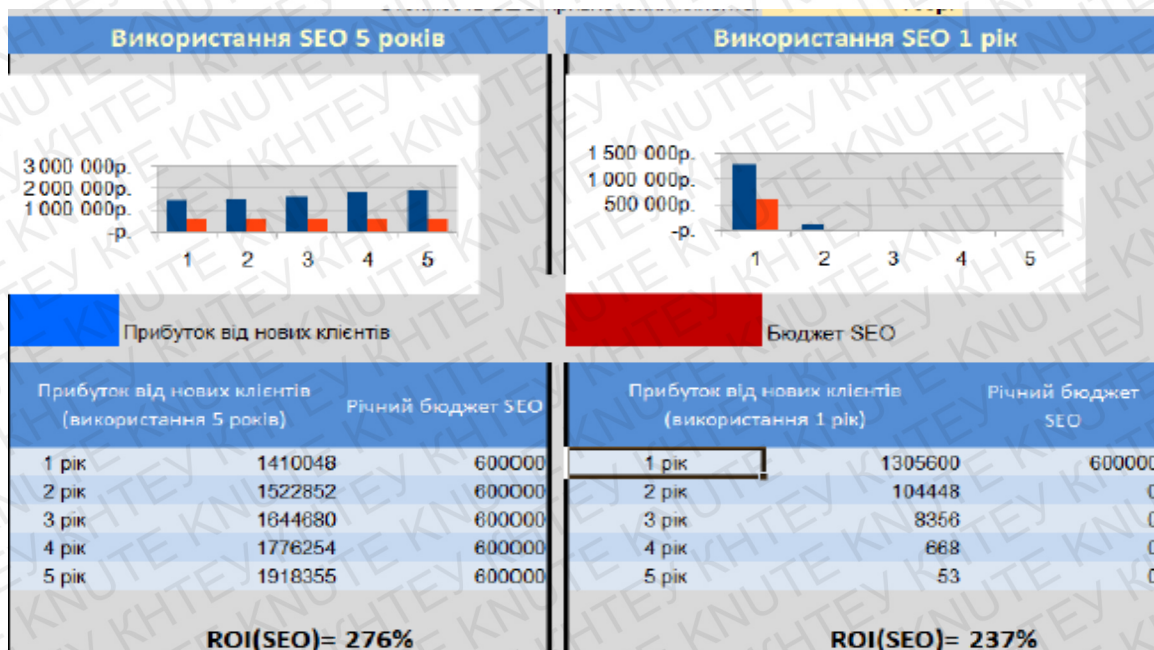 Використання SEO 5 років
Використання SEO 1 рік
3 000 000р.
2 000 000р.
1 000 000р.
-р.
1 2 3 4 5
1 500 000р.
1 000 000р.
500 000р.
-р.
1 2 3 4 5
Прибуток від нових клієнтів
Бюджет SEO
Прибуток від нових клієнтів
(використання 5 років)
Річний бюджет SEO
1 рік 1410048 600000
2 рік 1522852 600000
3 рік 1644680 600000
4 рік 1776254 600000
5 рік 1918355 600000
ROI(SEO)= 276%
Прибуток від нових клієнтів
(використання 1 рік)
Річний бюджет
SEO
1 рік 1305600 600000
2 рік 104448 0
3 рік 8356 0
4 рік 668 0
5 рік 53 0
ROI(SEO)= 237%